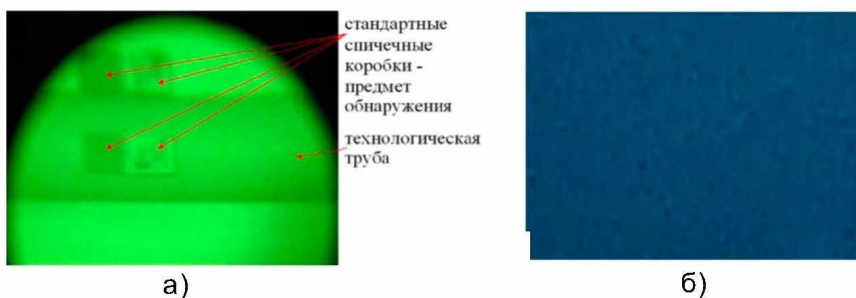 стандартные
спичечные
коробки -
предмет
обнаружения
технологическая
труба
а)
б)